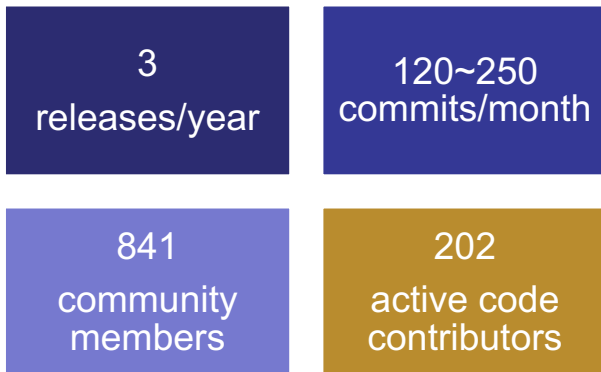 3
releases/year
120~250
commits/month
841
community
members
202
active code
contributors